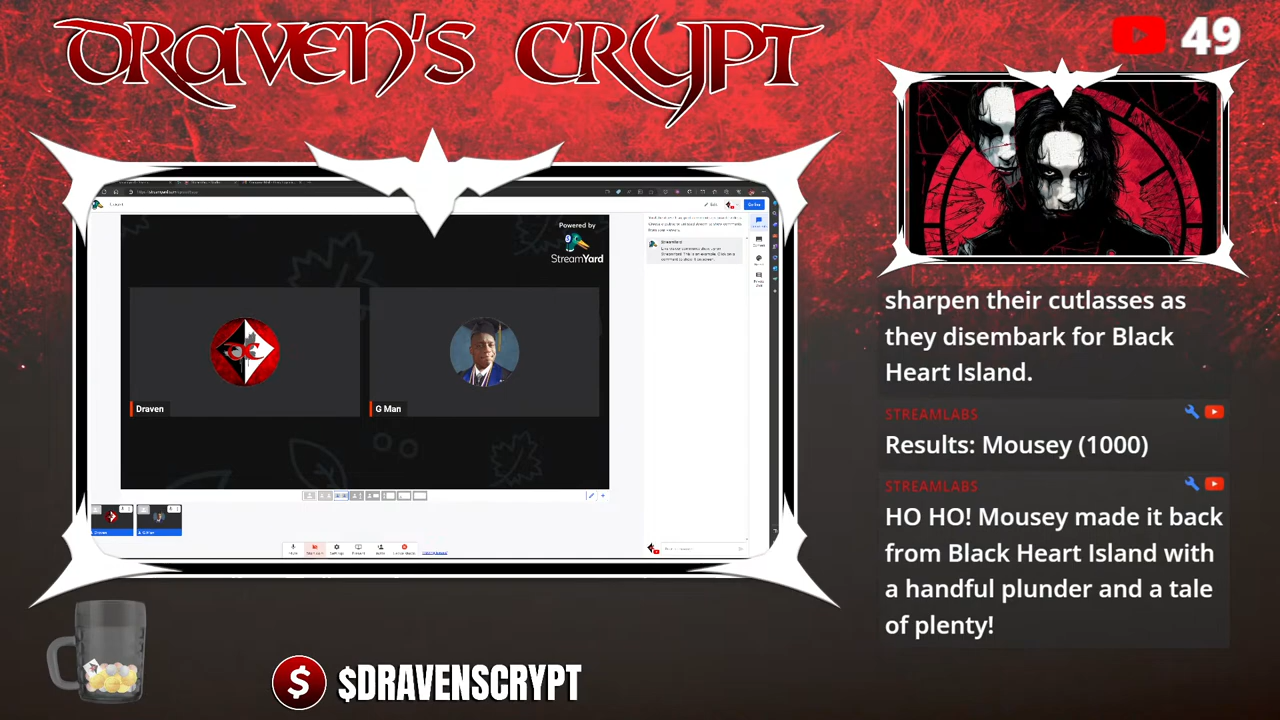 DRAVEN'S CRYPT
49
Powered by
StreamYard
Draven
G Man
sharpen their cutlasses as
they disembark for Black
Heart Island.
STREAMLABS
Results: Mousey (1000)
STREAMLABS
HO HO! Mousey made it back
from Black Heart Island with
a handful plunder and a tale
of plenty!
$
$DRAVENSCRYPT